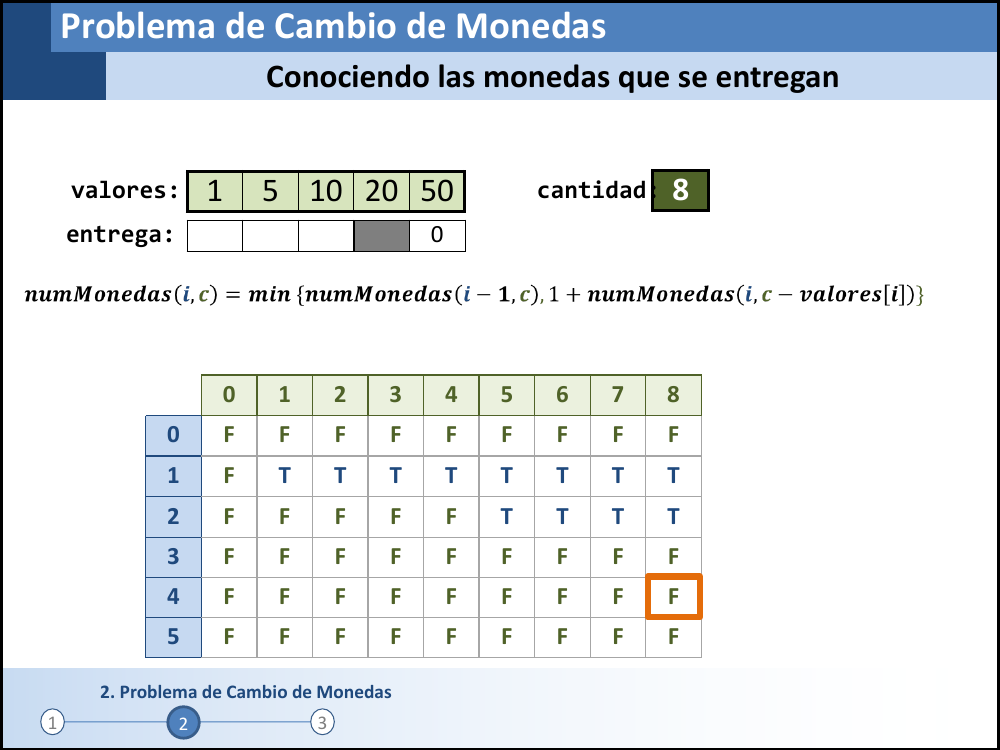 Problema de Cambio de Monedas
Conociendo las monedas que se entregan
valores: 1 5 10 20 50 cantidad: 8
entrega: 0
numMonedas(i,c) = min {numMonedas(i − 1,c),1 + numMonedas(i,c − valores[i])}
0 1 2 3 4 5 6 7 8
0 F F F F F F F F F
1 F T T T T T T T T
2 F F F F F T T T T
3 F F F F F F F F F
4 F F F F F F F F F
5 F F F F F F F F F
2. Problema de Cambio de Monedas
1 2 3